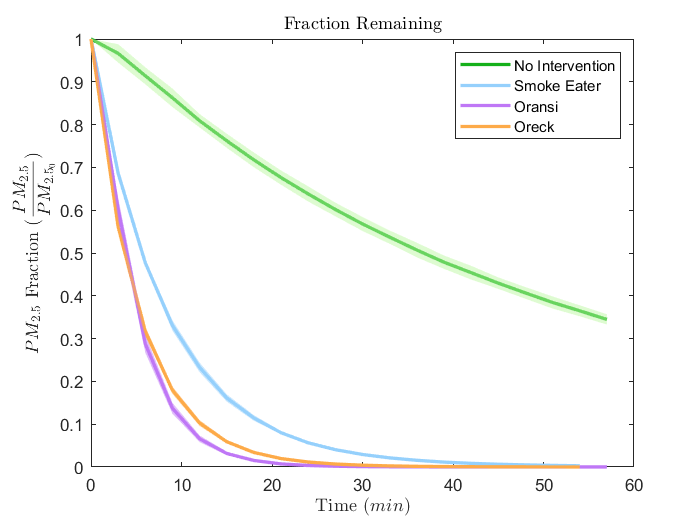 Fraction Remaining
PM2.5 Fraction (PM2.5/PM2.50)
1
0.9
0.8
0.7
0.6
0.5
0.4
0.3
0.2
0.1
0
0 10 20 30 40 50 60
Time (min)
No Intervention
Smoke Eater
Oransi
Oreck